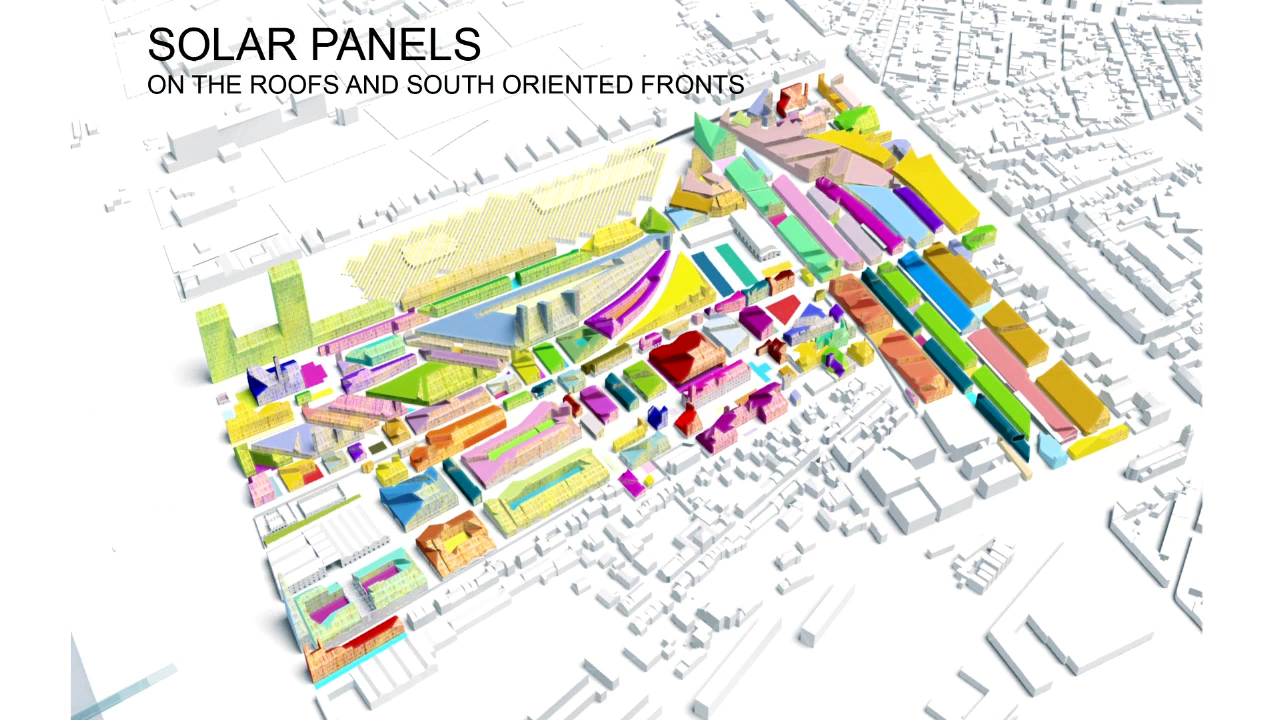 SOLAR PANELS
ON THE ROOFS AND SOUTH ORIENTED FRONTS